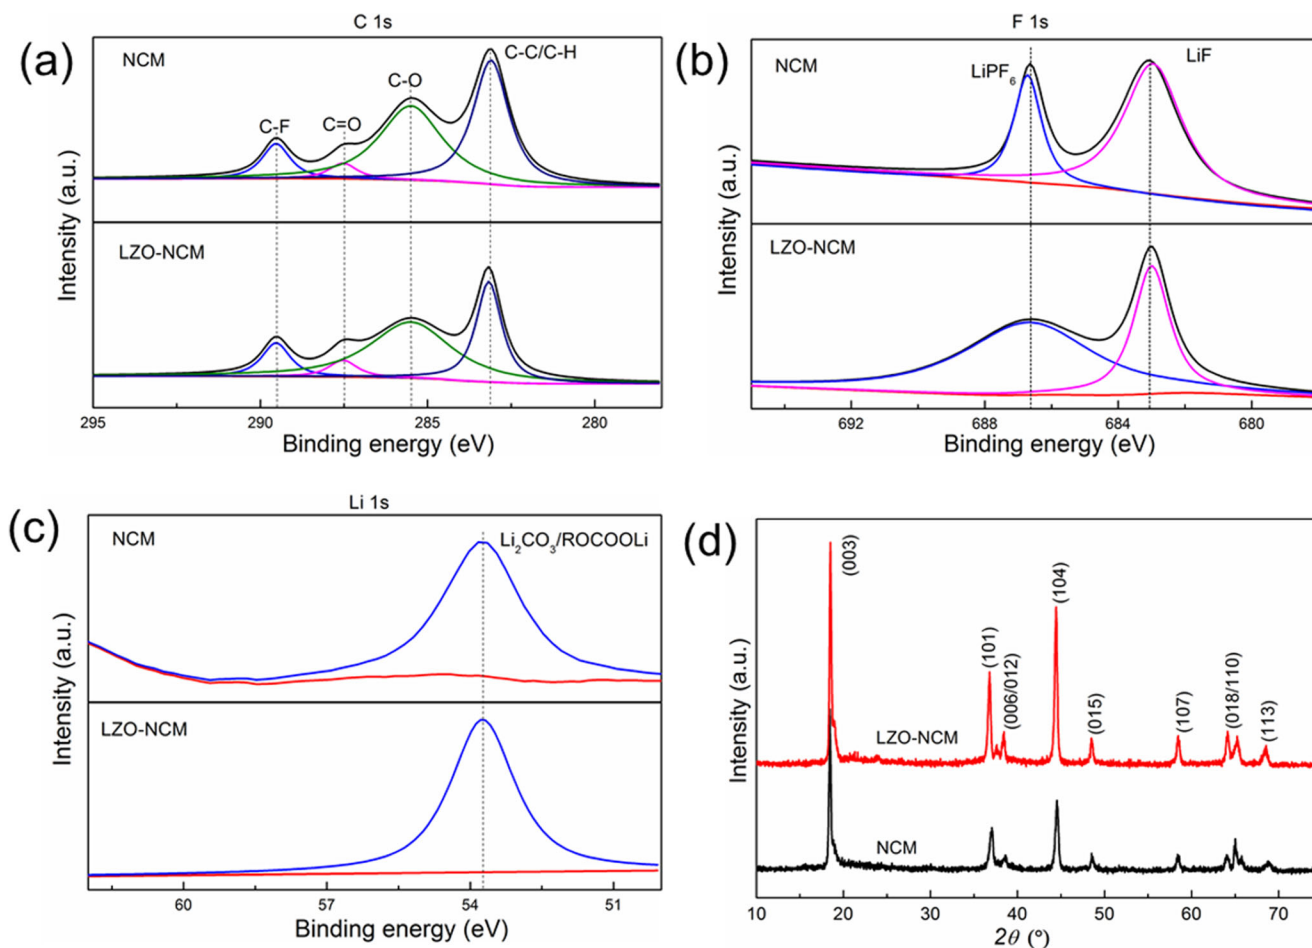 (a)
C 1s
NCM
C-F
C=O
C-O
C-C/C-H
LZO-NCM
Intensity (a.u.)
295 290 285 280
Binding energy (eV)
(b)
F 1s
NCM
LiPF₆
LiF
LZO-NCM
Intensity (a.u.)
692 688 684 680
Binding energy (eV)
(c)
Li 1s
NCM
Li₂CO₃/ROCOOLi
LZO-NCM
Intensity (a.u.)
60 57 54 51
Binding energy (eV)
(d)
(003)
(101)
(006/012)
(104)
(015)
(107)
(018/110)
(113)
LZO-NCM
NCM
Intensity (a.u.)
10 20 30 40 50 60 70
2θ (°)